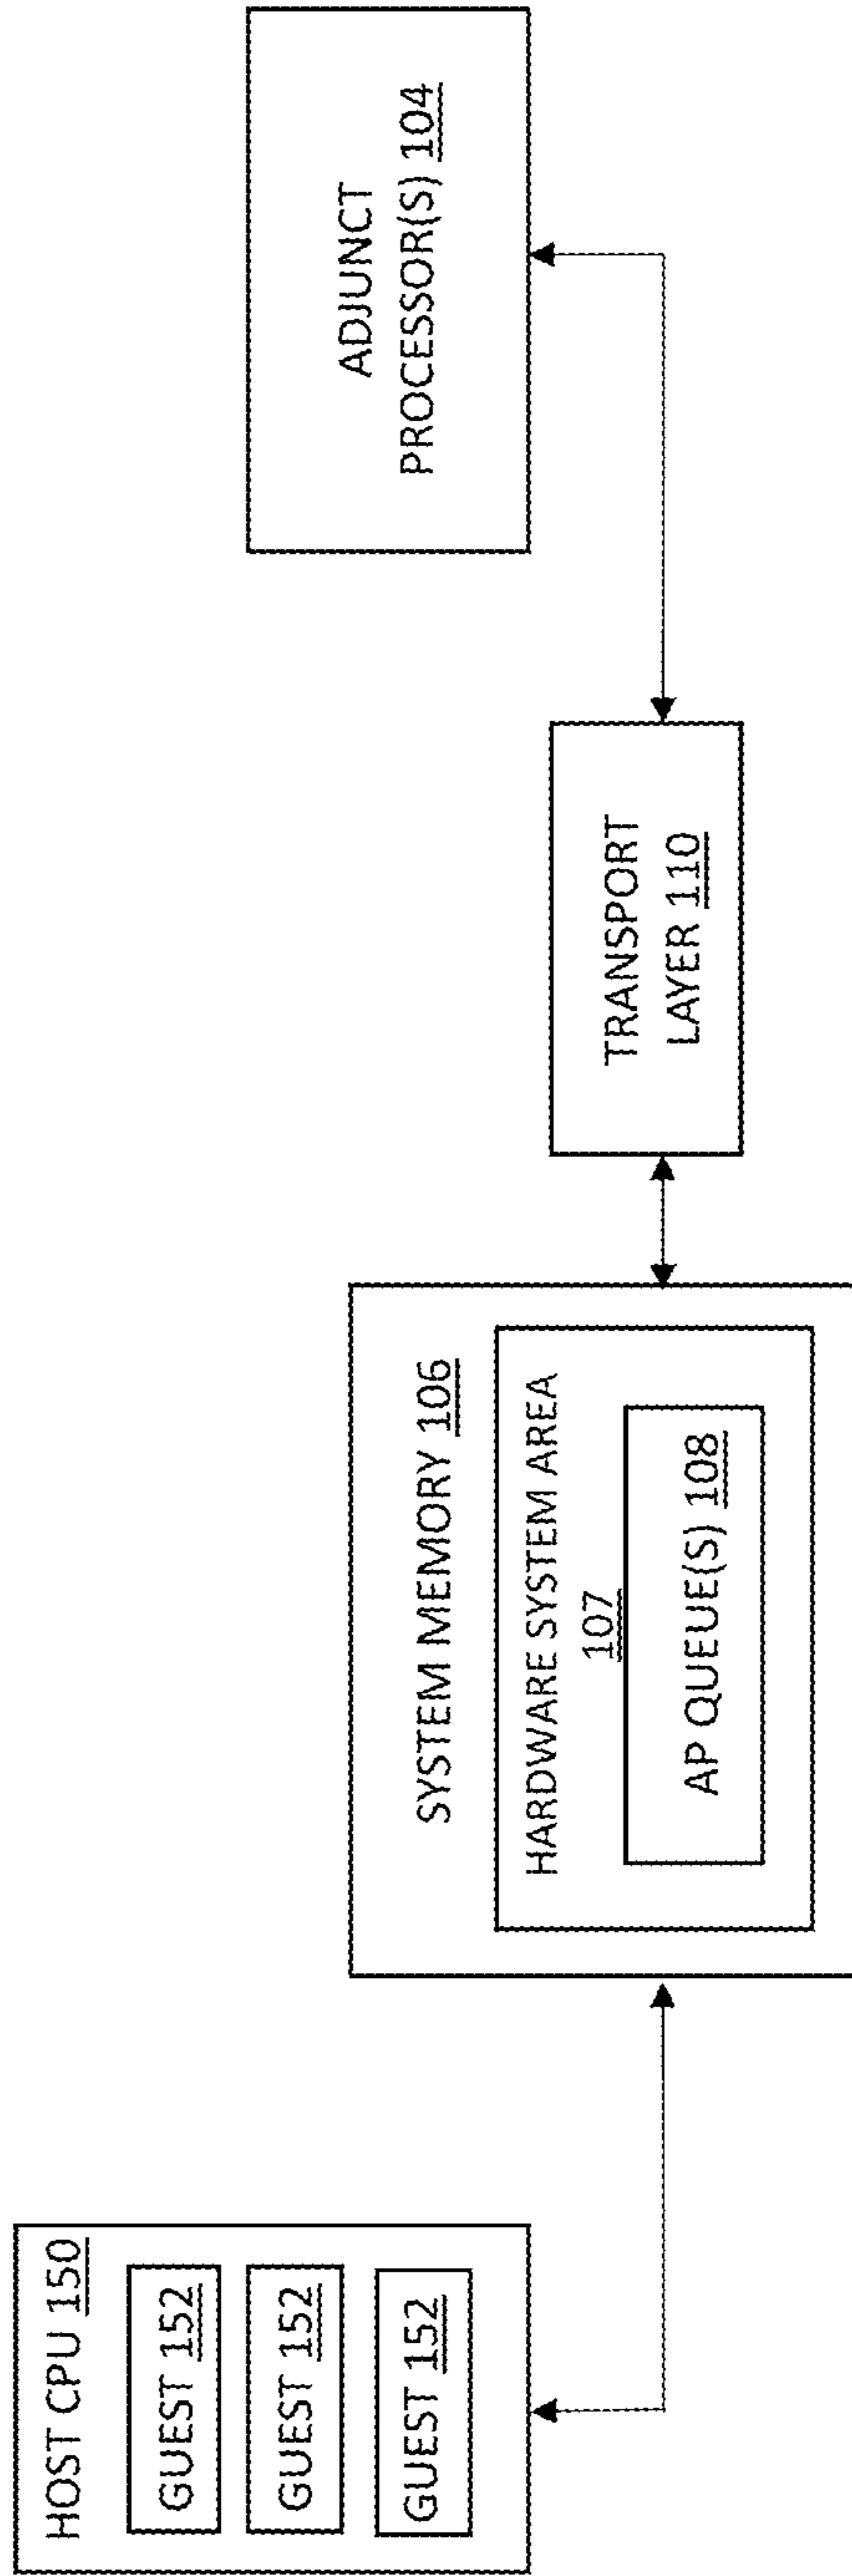 HOST CPU 150
GUEST 152
GUEST 152
GUEST 152
SYSTEM MEMORY 106
HARDWARE SYSTEM AREA
107
AP QUEUE(S) 108
TRANSPORT
LAYER 110
ADJUNCT
PROCESSOR(S) 104